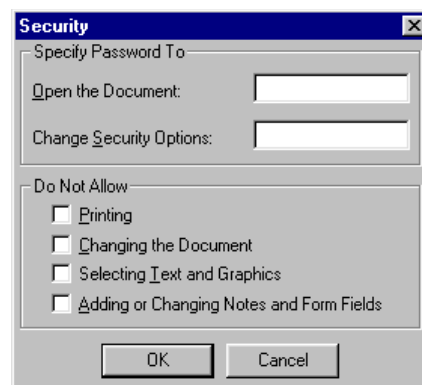 Security
Specify Password To
Open the Document:
Change Security Options:
Do Not Allow
Printing
Changing the Document
Selecting Text and Graphics
Adding or Changing Notes and Form Fields
OK Cancel